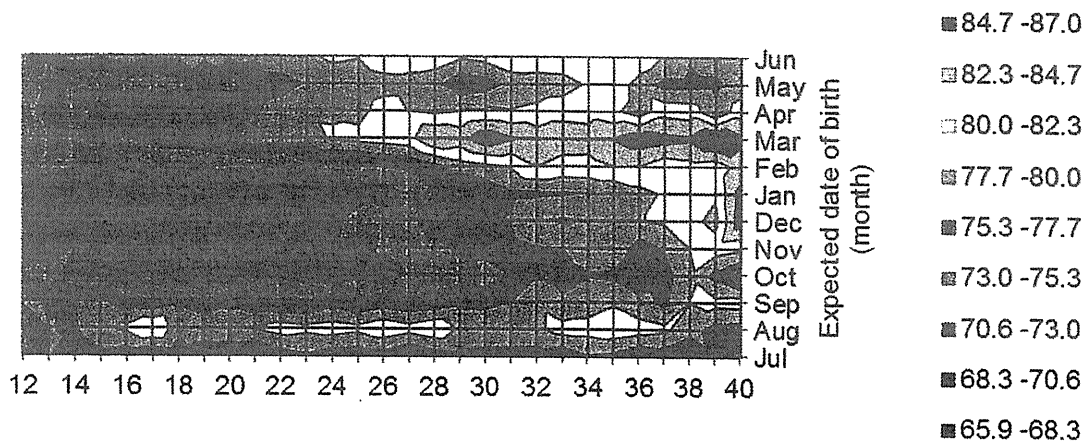 Jun
May
Apr
Mar
Feb
Jan
Dec
Nov
Oct
Sep
Aug
Jul
12 14 16 18 20 22 24 26 28 30 32 34 36 38 40
Expected date of birth
(month)
84.7 -87.0
82.3 -84.7
80.0 -82.3
77.7 -80.0
75.3 -77.7
73.0 -75.3
70.6 -73.0
68.3 -70.6
65.9 -68.3